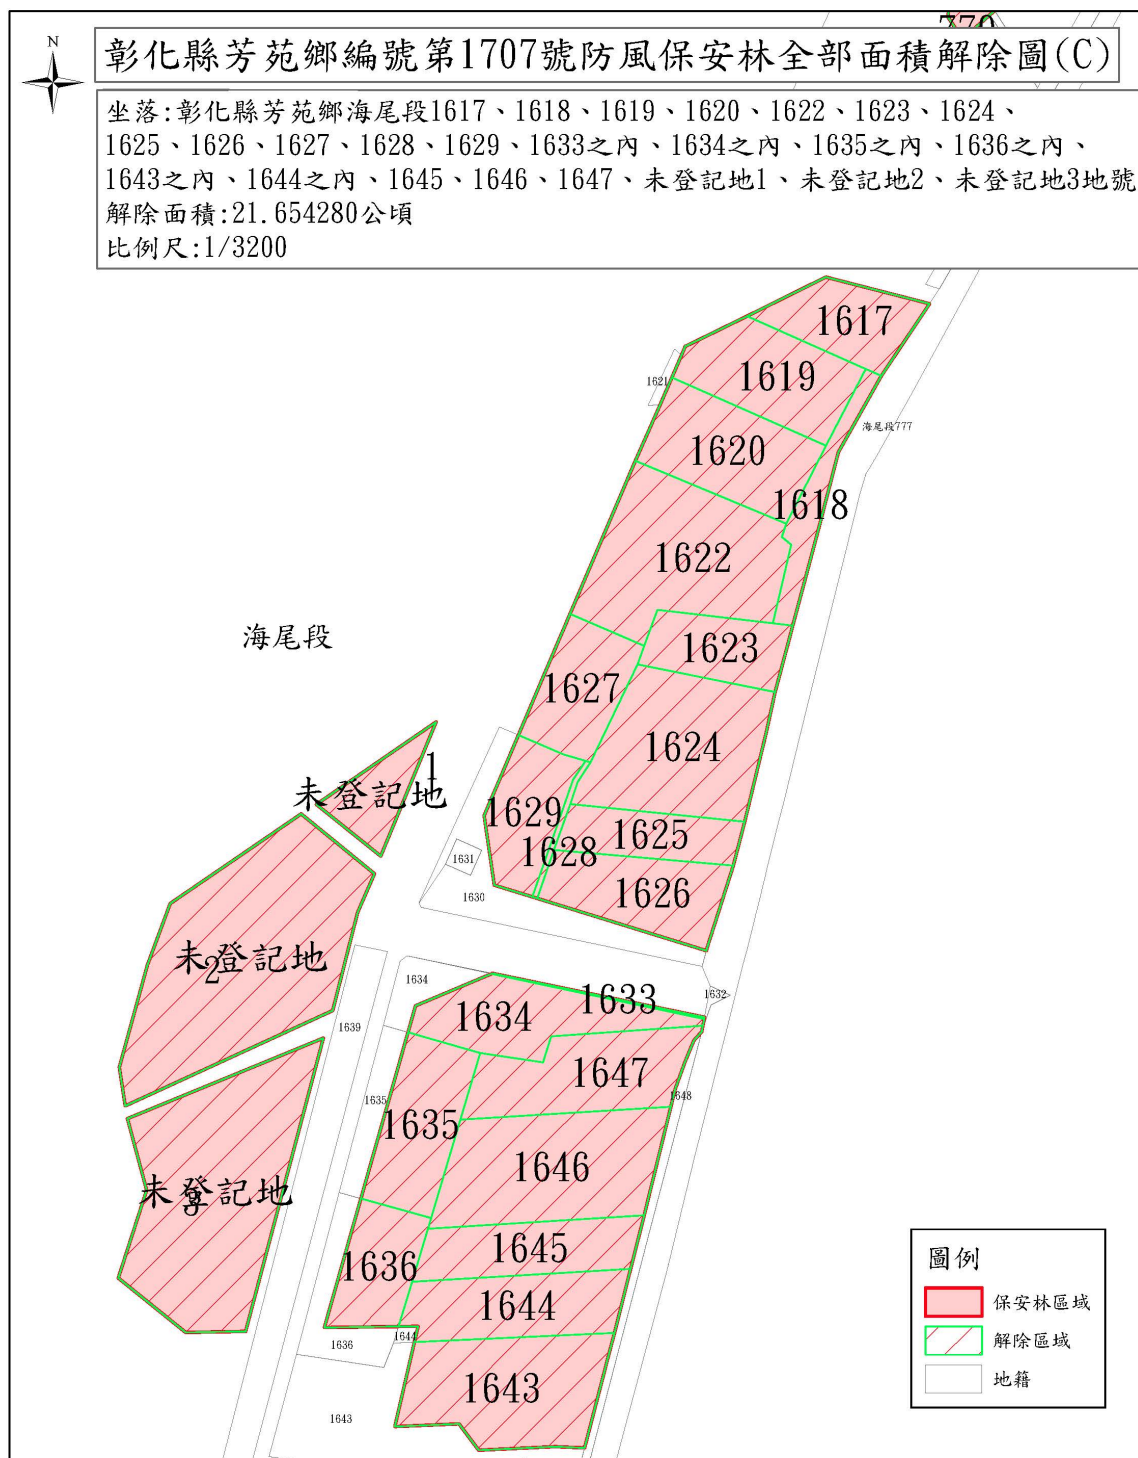 770
N
彰化縣芳苑鄉編號第1707號防風保安林全部面積解除圖(C)
坐落:彰化縣芳苑鄉海尾段1617、1618、1619、1620、1622、1623、1624、
1625、1626、1627、1628、1629、1633之內、1634之內、1635之內、1636之內、
1643之內、1644之內、1645、1646、1647、未登記地1、未登記地2、未登記地3地號
解除面積:21.654280公頃
比例尺:1/3200
1617
1619
1621
海尾段777
1620
1618
1622
海尾段
1623
1627
1624
1
未登記地
1629
1625
1628
1631
1626
1630
未登記地
2
1634
1632
1633
1634
1639
1647
1648
1635
1635
1646
未登記地
3
1645
1636
1644
1644
1636
1643
1643
圖例
保安林區域
解除區域
地籍